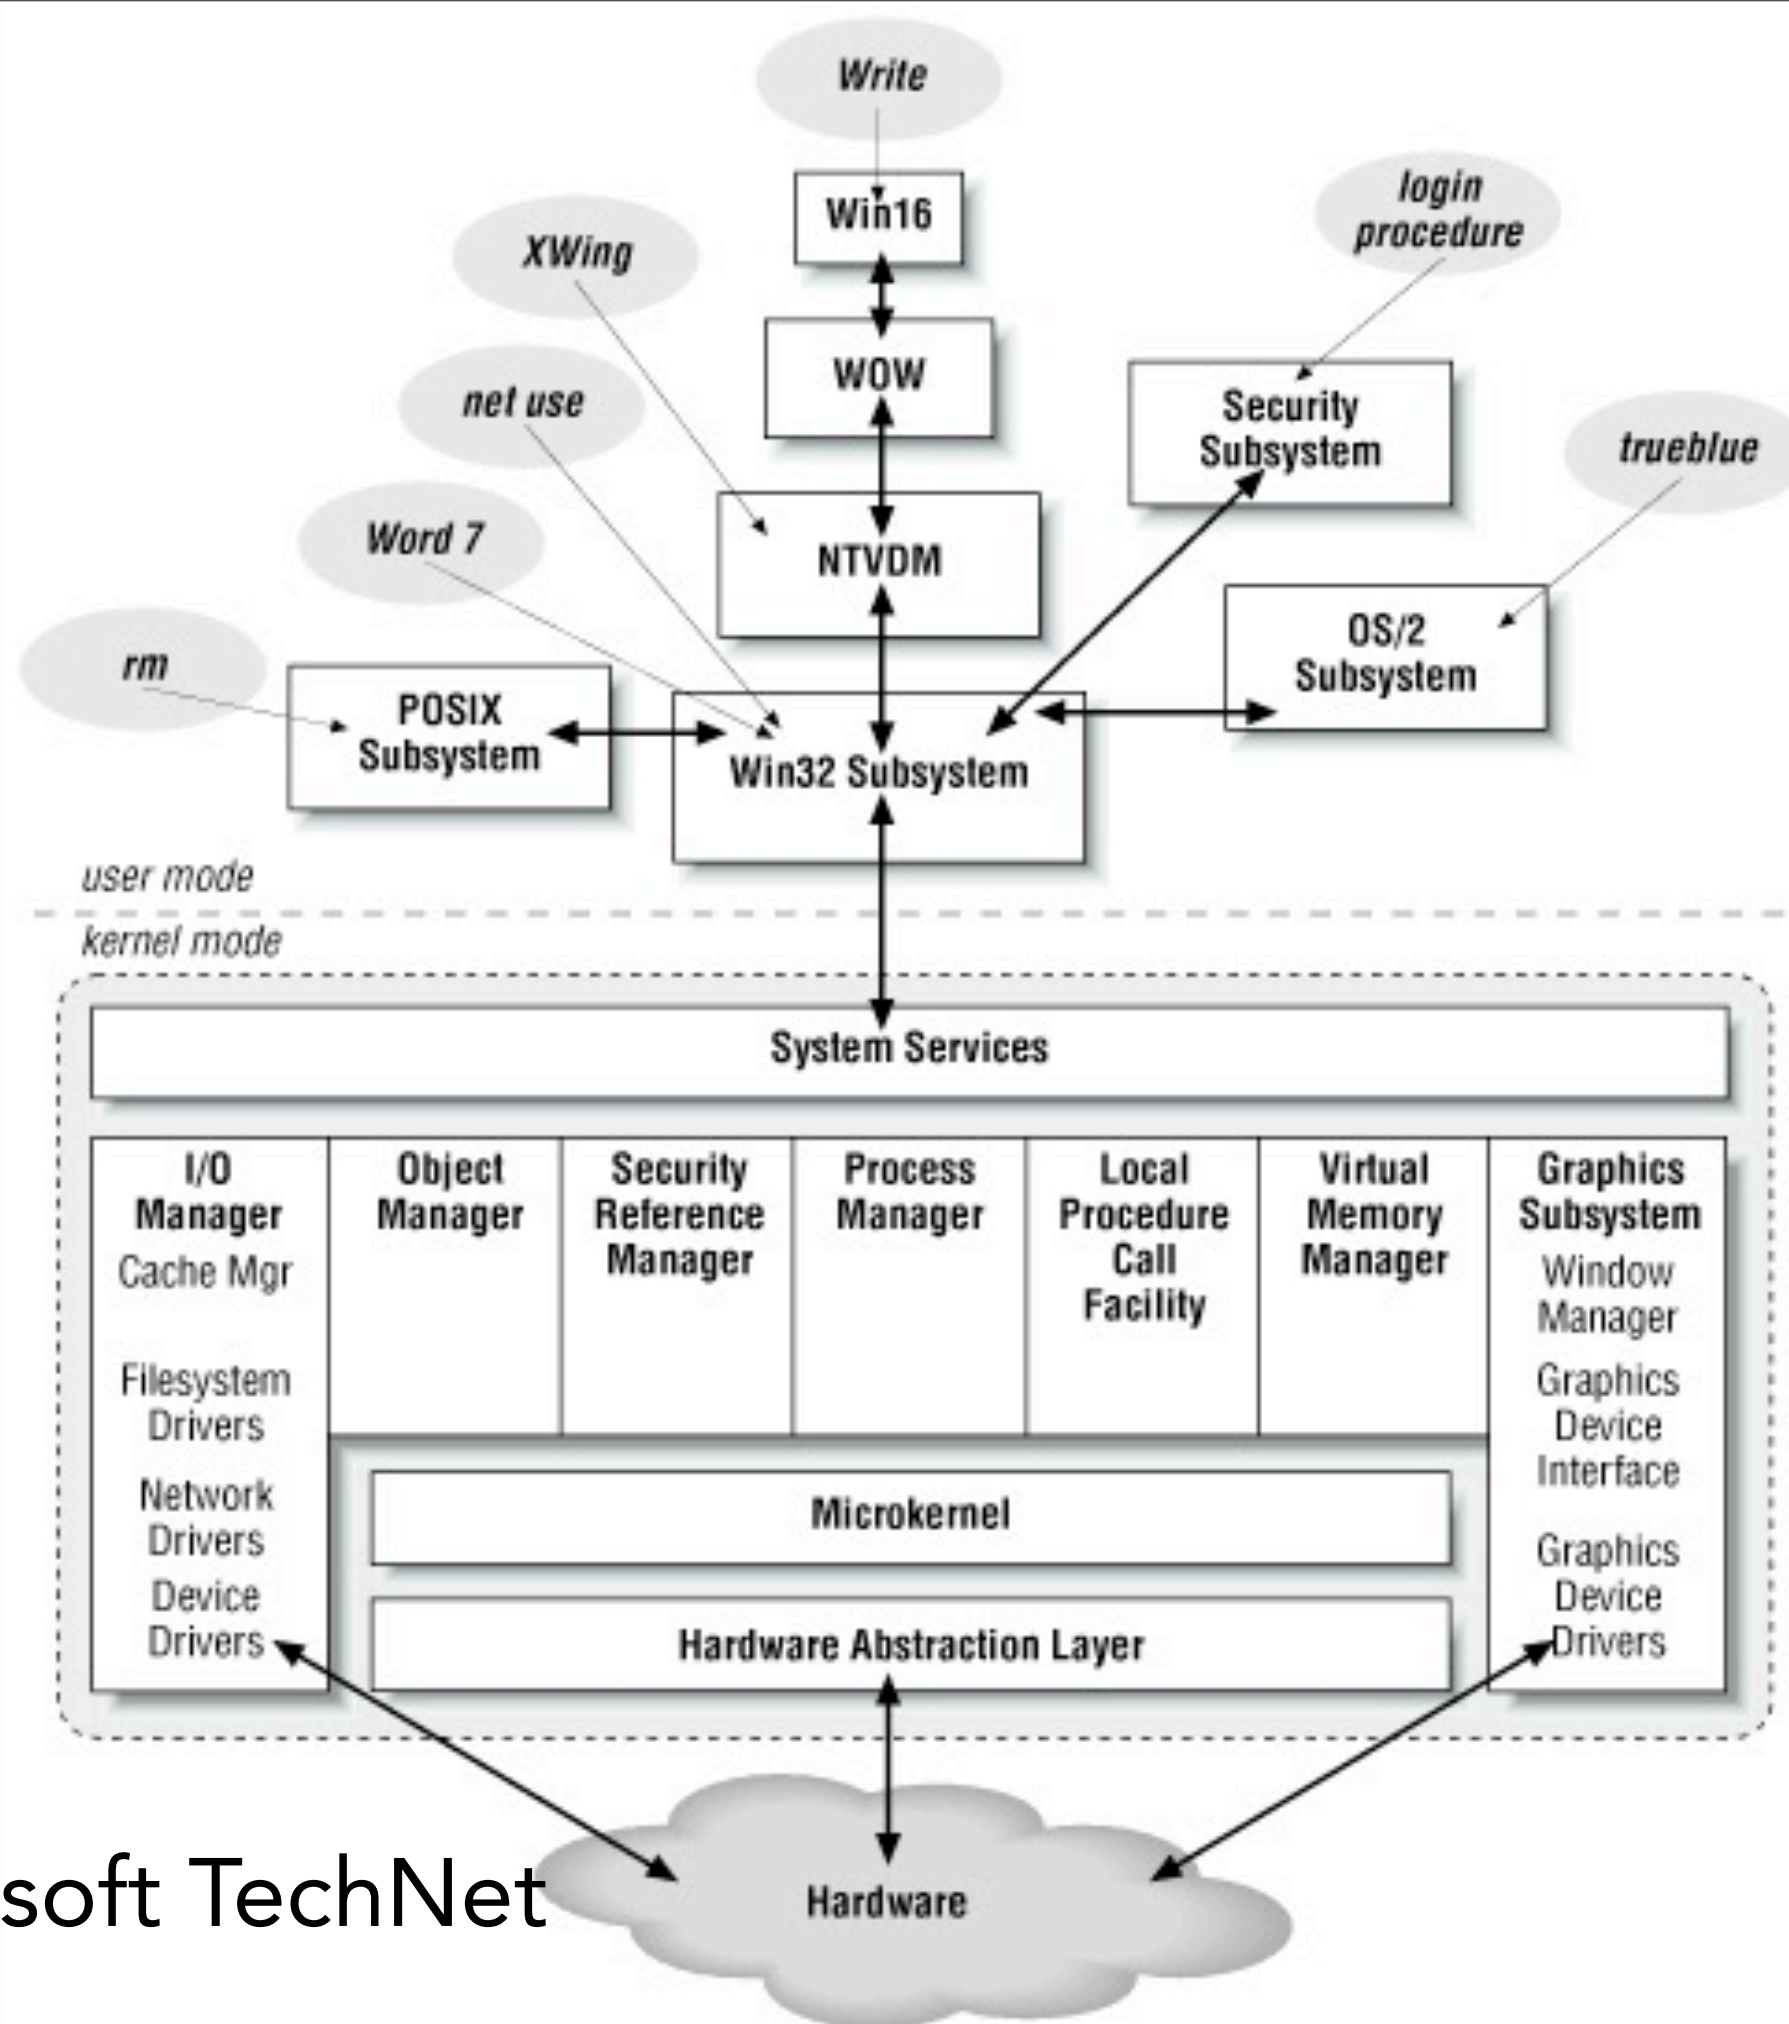 Write
Win16
login
procedure
XWing
WOW
net use
Security
Subsystem
trueblue
Word 7
NTVDM
OS/2
Subsystem
rm
POSIX
Subsystem
Win32 Subsystem
user mode
kernel mode
System Services
I/O
Manager
Cache Mgr
Filesystem
Drivers
Network
Drivers
Device
Drivers
Object
Manager
Security
Reference
Manager
Process
Manager
Local
Procedure
Call
Facility
Virtual
Memory
Manager
Graphics
Subsystem
Window
Manager
Graphics
Device
Interface
Graphics
Device
Drivers
Microkernel
Hardware Abstraction Layer
soft TechNet
Hardware